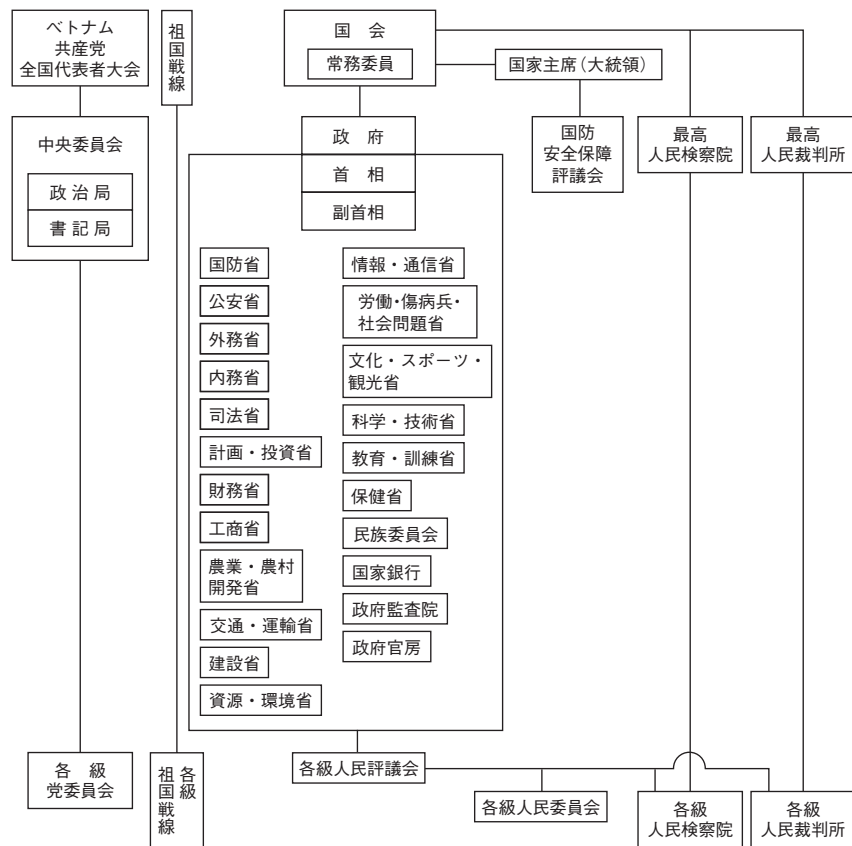 ベトナム
共産党
全国代表者大会
祖国戦線
国　会
常務委員
国家主席（大統領）
中央委員会
政治局
書記局
政　府
首　相
副首相
国防
安全保障
評議会
最高
人民検察院
最高
人民裁判所
国防省
公安省
外務省
内務省
司法省
計画・投資省
財務省
工商省
農業・農村
開発省
交通・運輸省
建設省
資源・環境省
情報・通信省
労働・傷病兵・
社会問題省
文化・スポーツ・
観光省
科学・技術省
教育・訓練省
保健省
民族委員会
国家銀行
政府監査院
政府官房
各　級
党委員会
各級
祖国戦線
各級人民評議会
各級人民委員会
各級
人民検察院
各級
人民裁判所